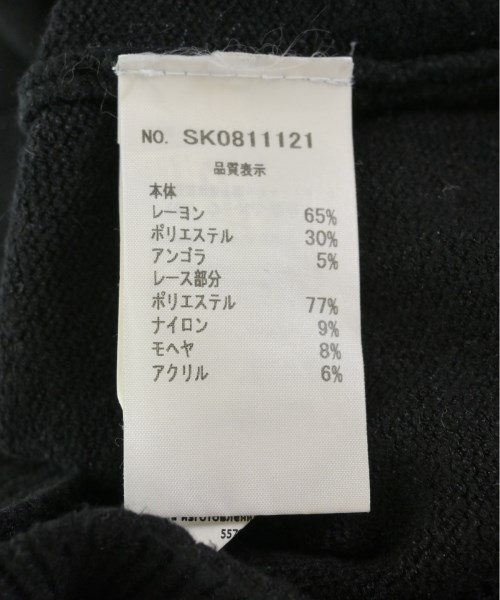 NO. SK0811121
品質表示
本体
レーヨン 65%
ポリエステル 30%
アンゴラ 5%
レース部分
ポリエステル 77%
ナイロン 9%
モヘヤ 8%
アクリル 6%
557